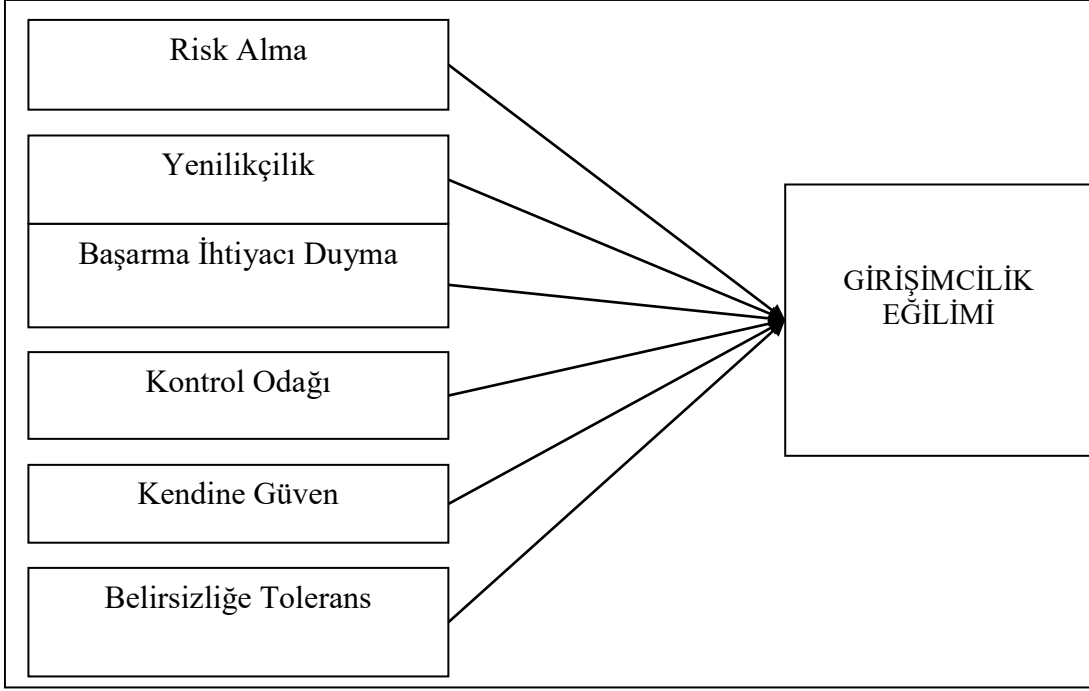 Risk Alma
Yenilikçilik
Başarma İhtiyacı Duyma
Kontrol Odağı
Kendine Güven
Belirsizliğe Tolerans
GİRİŞİMCİLİK
EĞİLİMİ